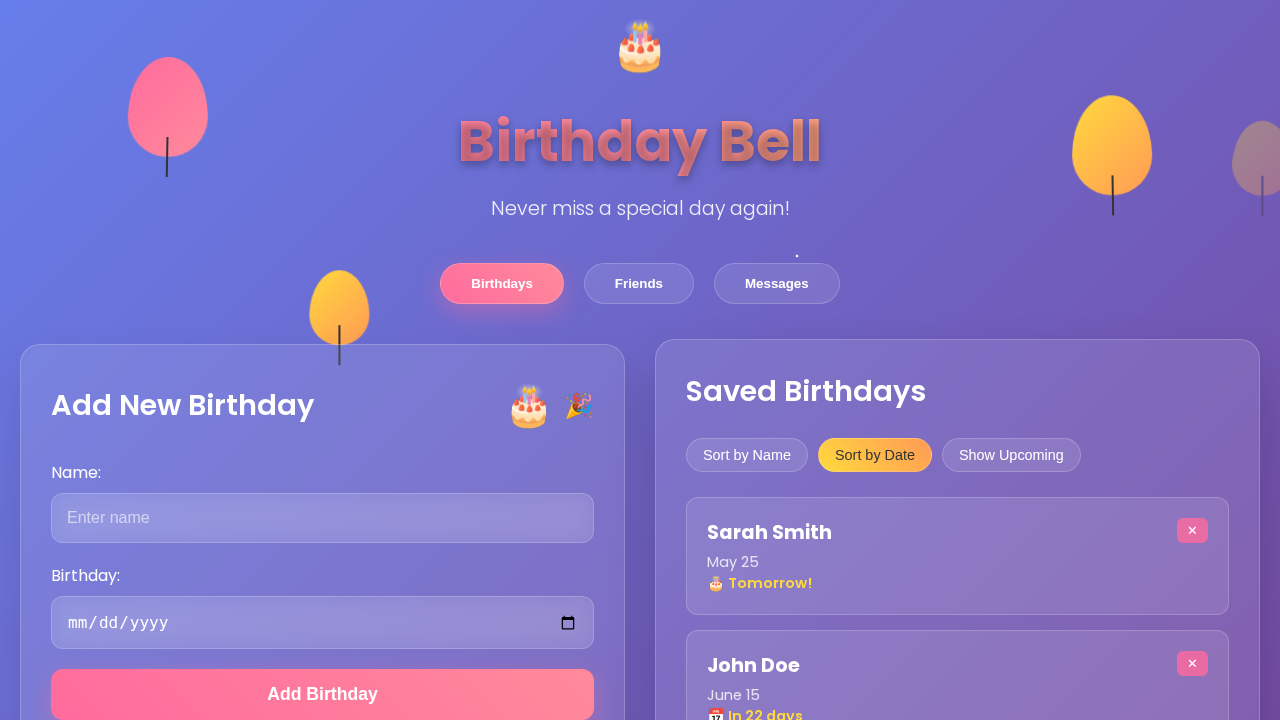 Birthday Bell
Never miss a special day again!
Birthdays
Friends
Messages
Add New Birthday
Name:
Enter name
Birthday:
mm/dd/yyyy
Add Birthday
Saved Birthdays
Sort by Name
Sort by Date
Show Upcoming
Sarah Smith
✕
May 25
🎂 Tomorrow!
John Doe
✕
June 15
📅 In 22 days